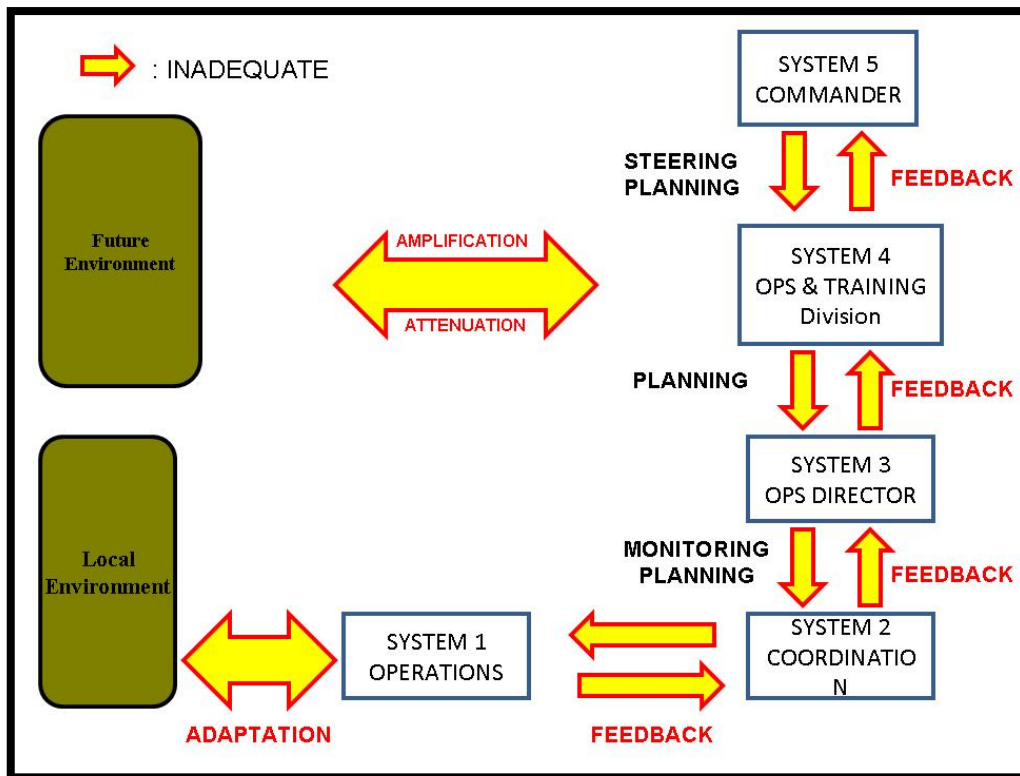 : INADEQUATE
SYSTEM 5
COMMANDER
STEERING
PLANNING
FEEDBACK
Future
Environment
AMPLIFICATION
ATTENUATION
SYSTEM 4
OPS & TRAINING
Division
PLANNING
FEEDBACK
SYSTEM 3
OPS DIRECTOR
Local
Environment
MONITORING
PLANNING
FEEDBACK
SYSTEM 1
OPERATIONS
SYSTEM 2
COORDINATIO
N
ADAPTATION
FEEDBACK